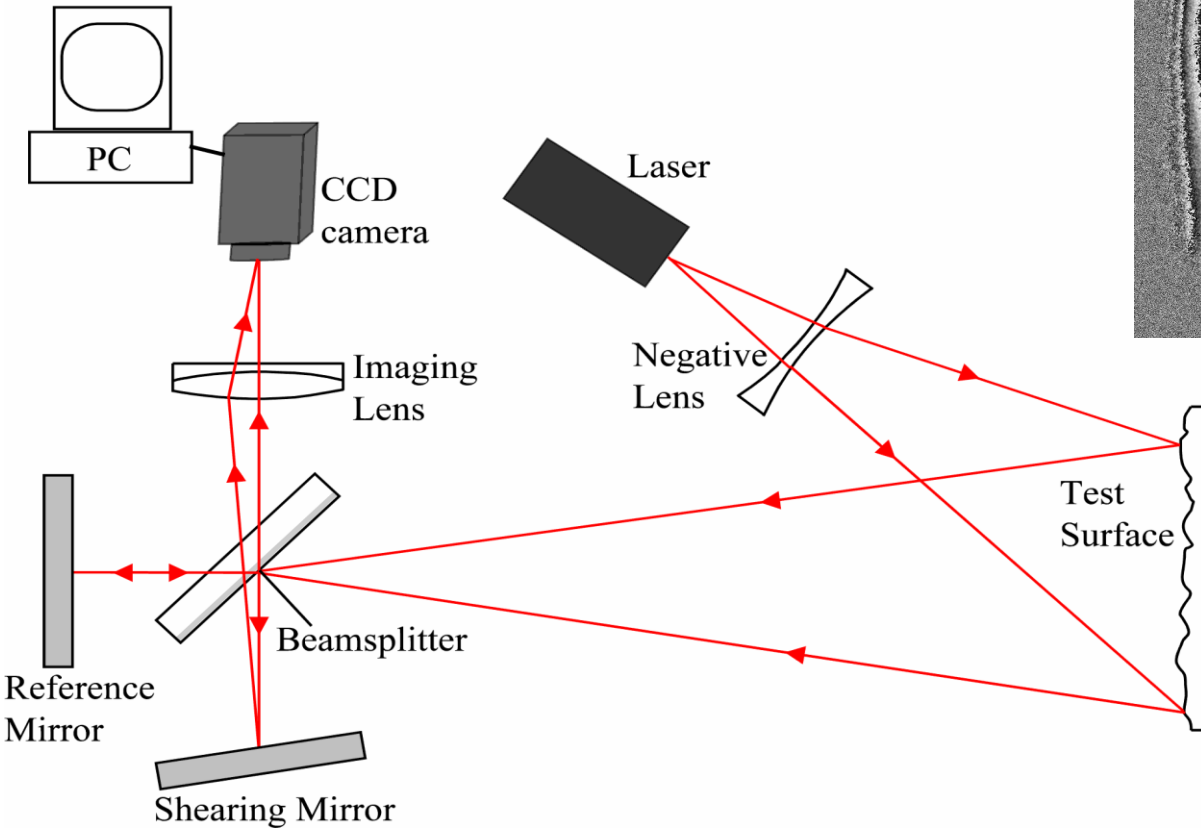 PC
CCD
camera
Laser
Imaging
Lens
Negative
Lens
Test
Surface
Beamsplitter
Reference
Mirror
Shearing Mirror